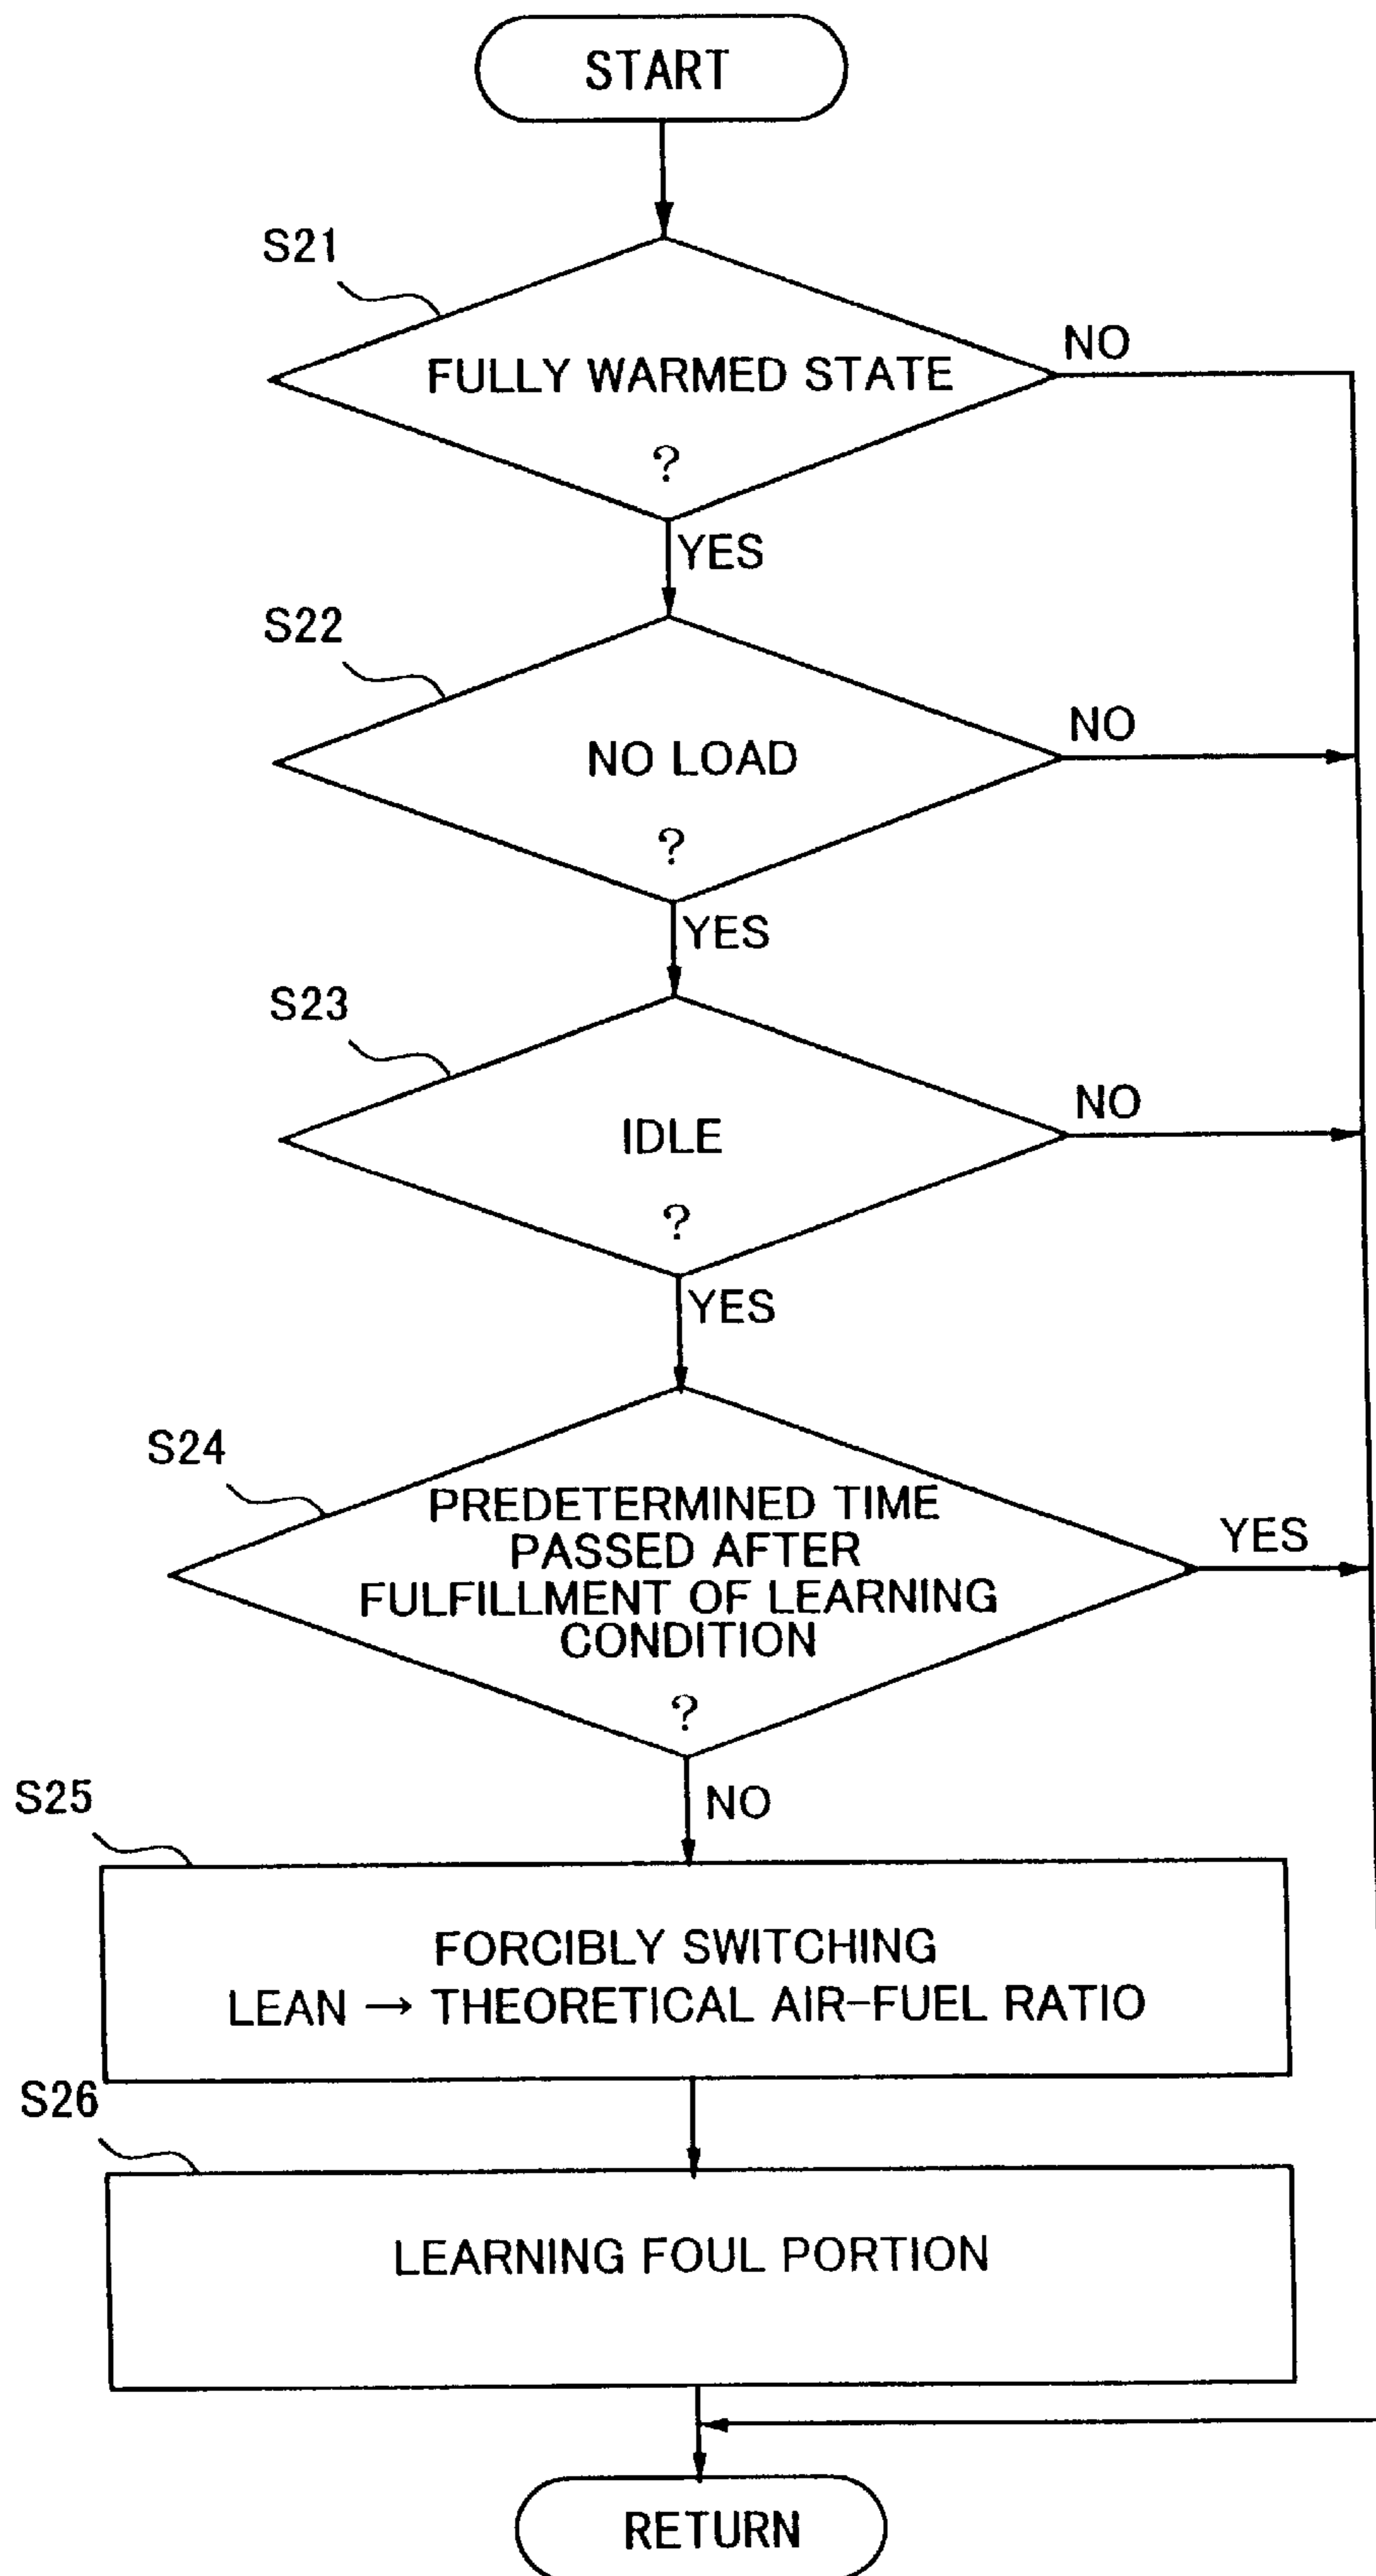 START
S21
FULLY WARMED STATE
?
NO
YES
S22
NO LOAD
?
NO
YES
S23
IDLE
?
NO
YES
S24
PREDETERMINED TIME
PASSED AFTER
FULFILLMENT OF LEARNING
CONDITION
?
YES
NO
S25
FORCIBLY SWITCHING
LEAN → THEORETICAL AIR-FUEL RATIO
S26
LEARNING FOUL PORTION
RETURN